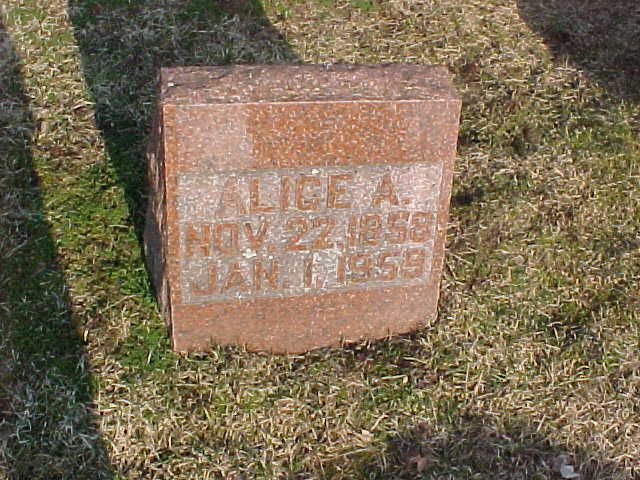 ALICE A.
NOV. 22, 1858
JAN. 1, 1959